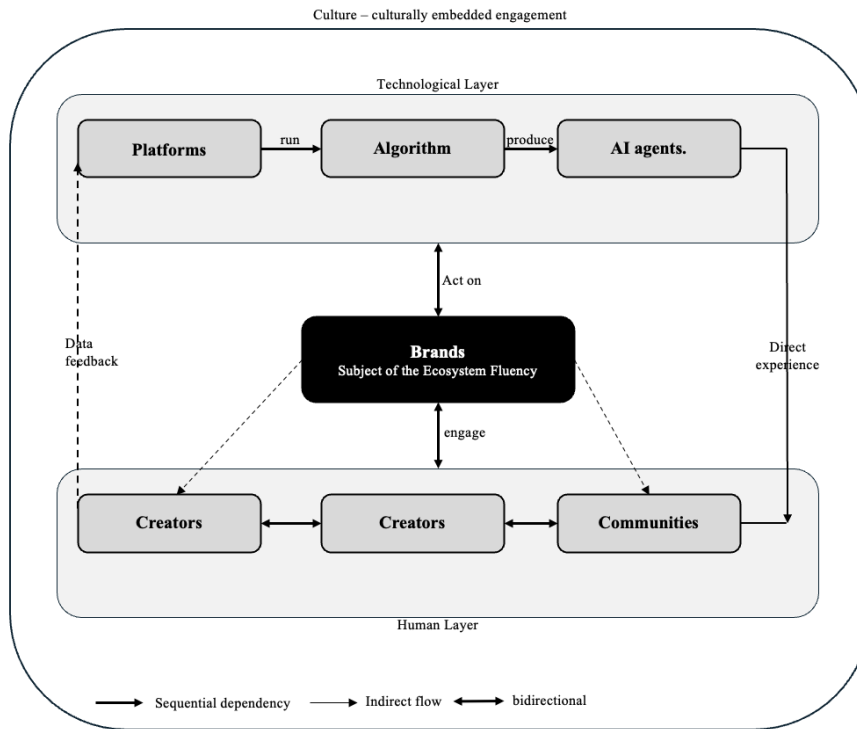 Culture – culturally embedded engagement
Technological Layer
Platforms
run
Algorithm
produce
AI agents.
Act on
Data
feedback
Brands
Subject of the Ecosystem Fluency
Direct
experience
engage
Creators
Creators
Communities
Human Layer
Sequential dependency
Indirect flow
bidirectional